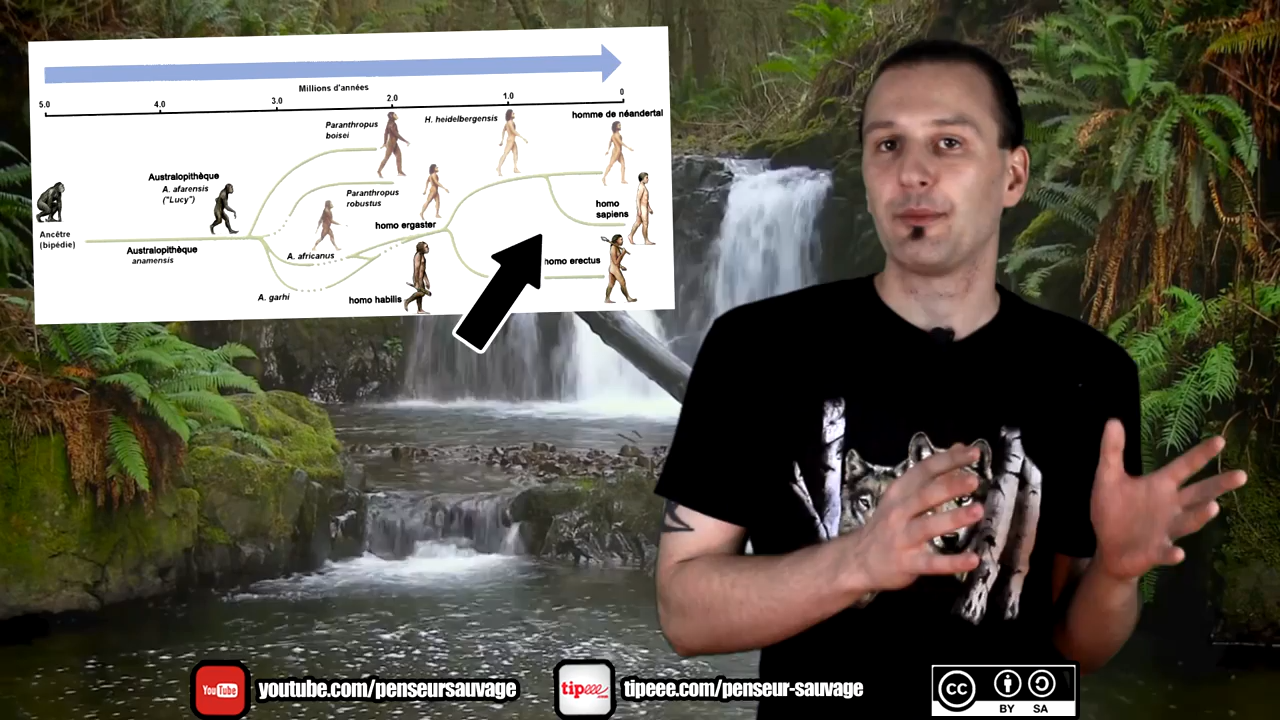 Millions d'années
5.0 4.0 3.0 2.0 1.0 0
Paranthropus
boisei
H. heidelbergensis
homme de néandertal
Australopithèque
A. afarensis
("Lucy")
Paranthropus
robustus
homo
sapiens
Ancêtre
(bipédie)
Australopithèque
anamensis
homo ergaster
A. africanus
homo erectus
A. garhi
homo habilis
YouTube
youtube.com/penseursauvage
tipeee.com
tipeee.com/penseur-sauvage
cc
BY SA